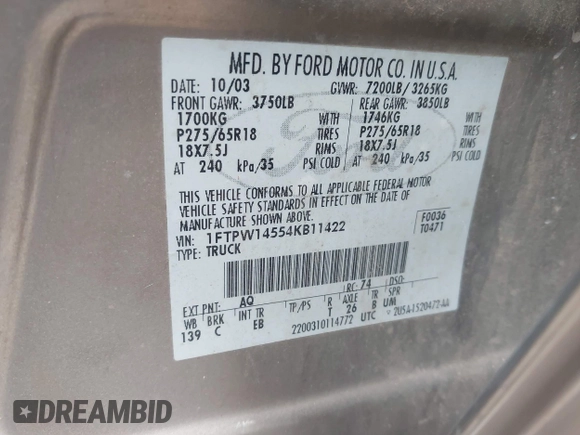 MFD. BY FORD MOTOR CO. IN U.S.A.
DATE: 10/03 GVWR: 7200LB/ 3265KG
FRONT GAWR: 3750LB REAR GAWR: 3850LB
1700KG WITH 1746KG WITH
P275/65R18 TIRES P275/65R18 TIRES
18X7.5J RIMS 18X7.5J RIMS
AT 240 kPa/35 PSI COLD AT 240 kPa/35 PSI COLD
THIS VEHICLE CONFORMS TO ALL APPLICABLE FEDERAL MOTOR
VEHICLE SAFETY STANDARDS IN EFFECT ON THE DATE OF
MANUFACTURE SHOWN ABOVE.
VIN: 1FTPW14554KB11422
TYPE: TRUCK
F0036
T0471
EXT PNT: AQ RC: 74 DSO:
WB BRK INT TR TP/PS R AXLE TR SPR
139 C EB T 26 B UM
2200310114772 UTC
Ford
DREAMBID